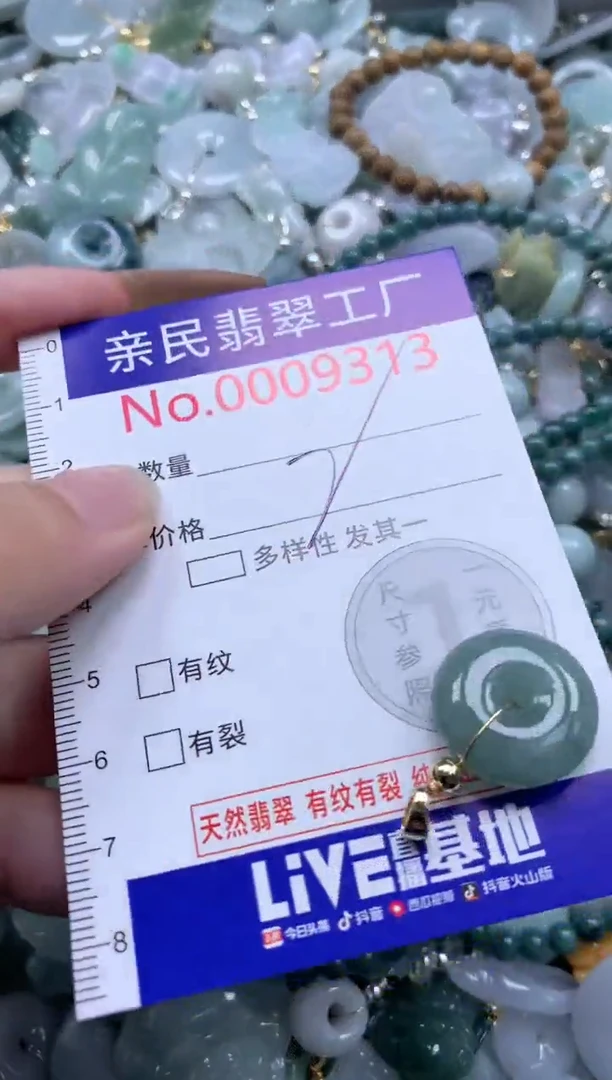 亲民翡翠工厂
No.0009313
数量
价格
多样性 发其一
尺寸参
一元
有纹
有裂
天然翡翠 有纹有裂
LiVE直播基地
今日头条 抖音 西瓜视频 抖音火山版
0
1
2
4
5
6
7
8